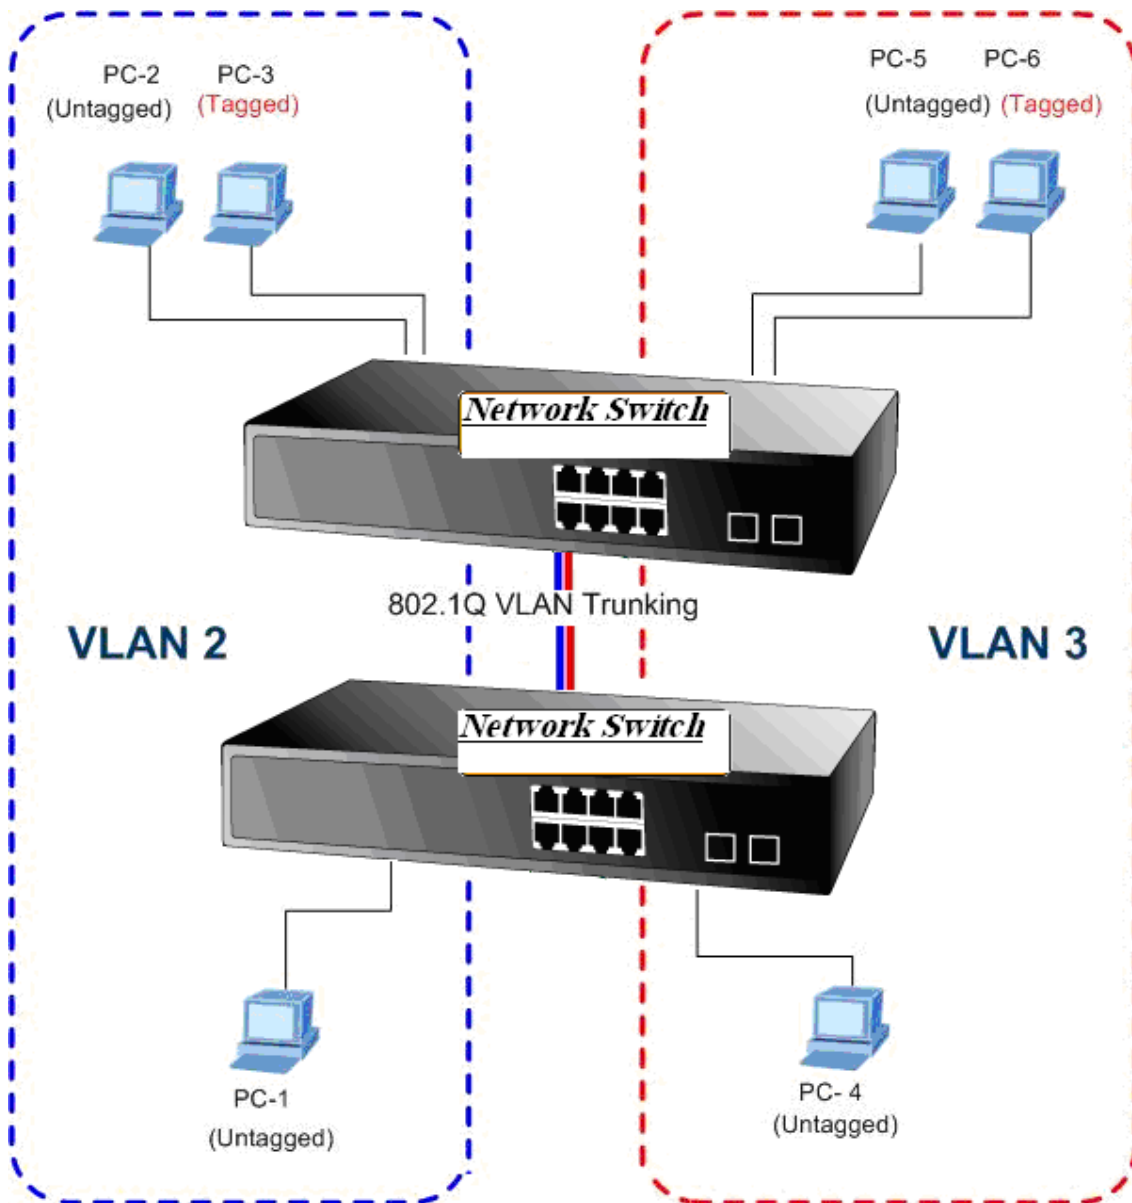 PC-2 PC-3
(Untagged) (Tagged)
PC-5 PC-6
(Untagged) (Tagged)
Network Switch
802.1Q VLAN Trunking
VLAN 2
VLAN 3
Network Switch
PC-1
(Untagged)
PC- 4
(Untagged)